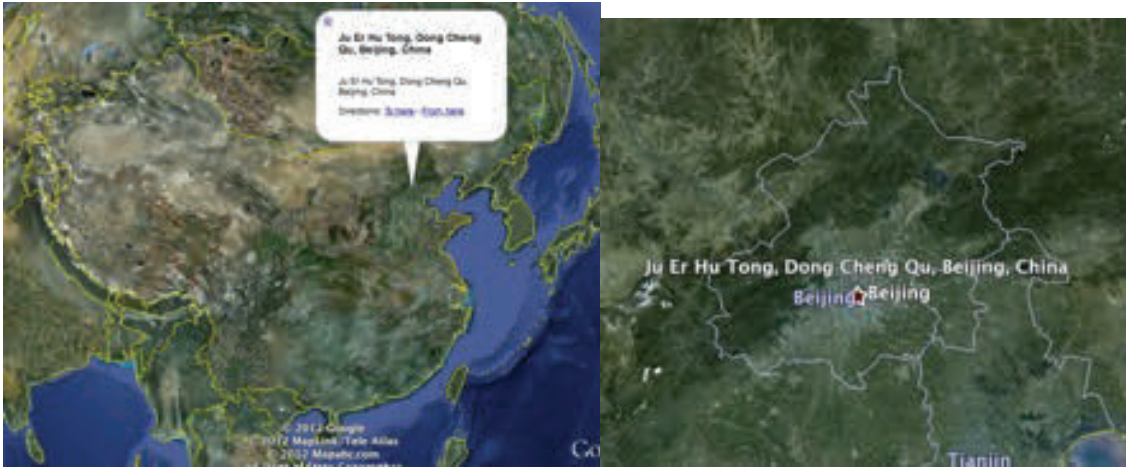 Ju Er Hu Tong, Dong Cheng
Qu, Beijing, China
Ju Er Hu Tong, Dong Cheng Qu,
Beijing, China
Directions: To here - From here
© 2012 Google
© 2012 MapLink/Tele Atlas
© 2012 Mapabc.com
Go
Ju Er Hu Tong, Dong Cheng Qu, Beijing, China
Beijing
Beijing
Tianjin